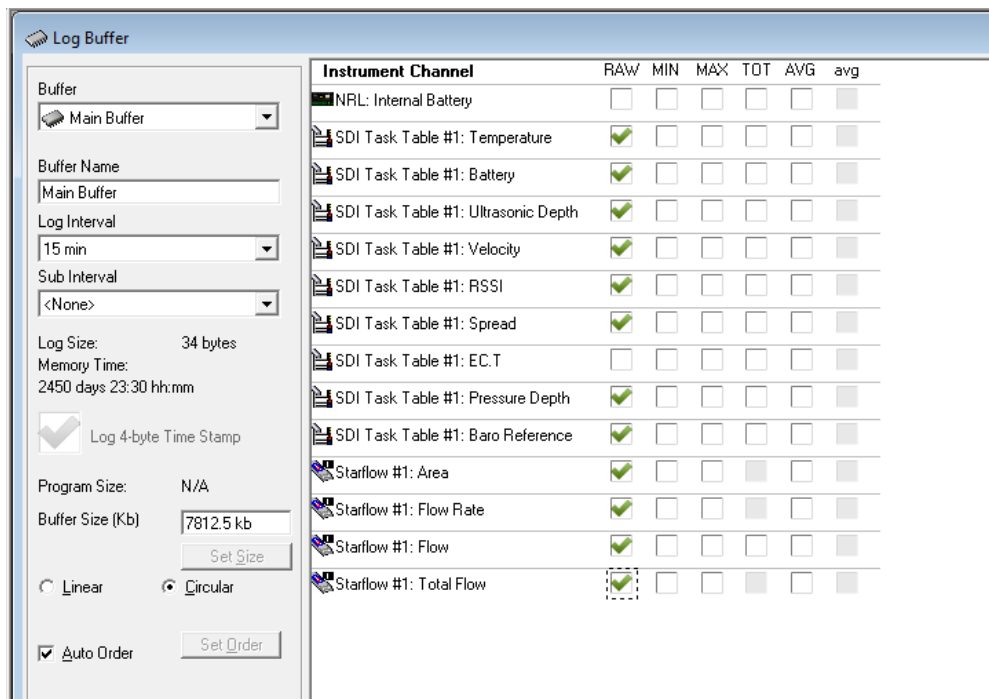 Log Buffer
Buffer
Main Buffer
Buffer Name
Main Buffer
Log Interval
15 min
Sub Interval
<None>
Log Size: 34 bytes
Memory Time:
2450 days 23:30 hh:mm
Log 4-byte Time Stamp
Program Size: N/A
Buffer Size (Kb) 7812.5 kb
Set Size
Linear Circular
Auto Order Set Order
Instrument Channel RAW MIN MAX TOT AVG avg
NRL: Internal Battery
SDI Task Table #1: Temperature
SDI Task Table #1: Battery
SDI Task Table #1: Ultrasonic Depth
SDI Task Table #1: Velocity
SDI Task Table #1: RSSI
SDI Task Table #1: Spread
SDI Task Table #1: EC.T
SDI Task Table #1: Pressure Depth
SDI Task Table #1: Baro Reference
Starflow #1: Area
Starflow #1: Flow Rate
Starflow #1: Flow
Starflow #1: Total Flow